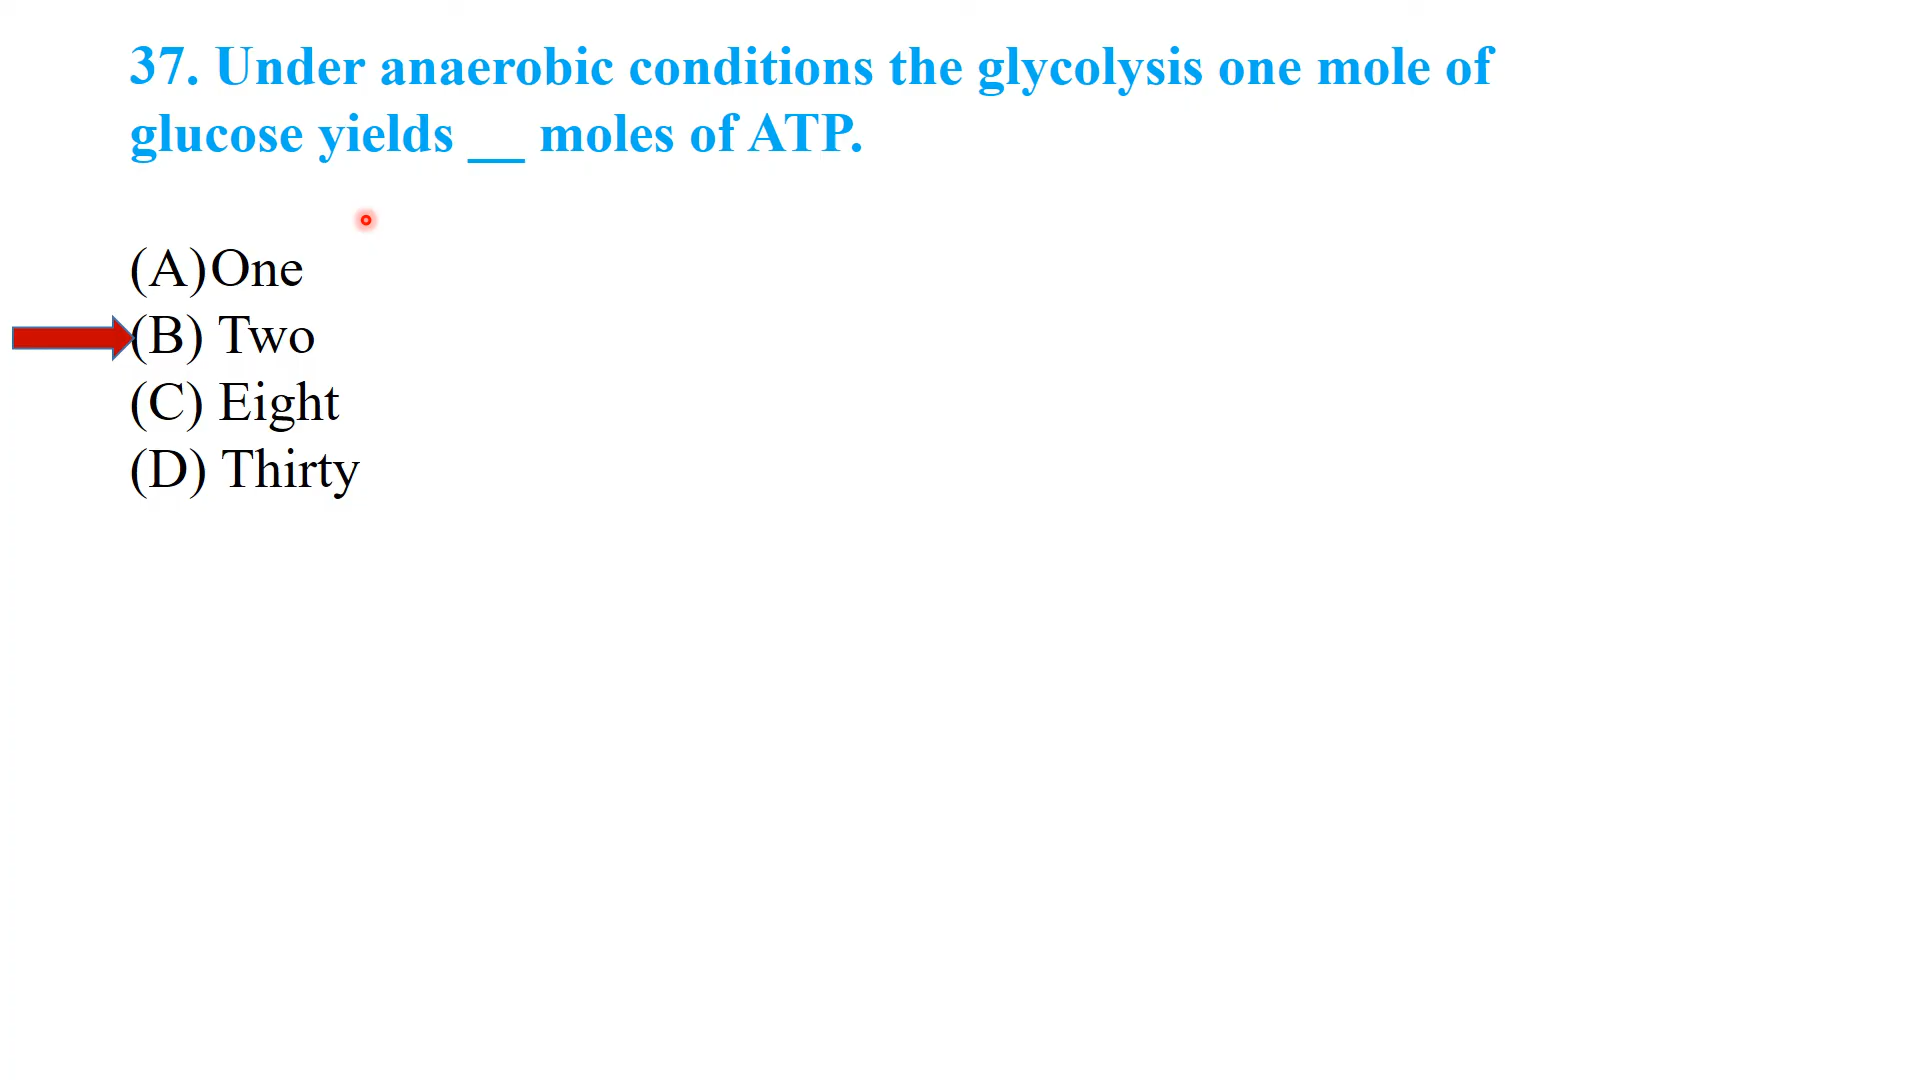 37. Under anaerobic conditions the glycolysis one mole of
glucose yields __ moles of ATP.
(A)One
(B) Two
(C) Eight
(D) Thirty